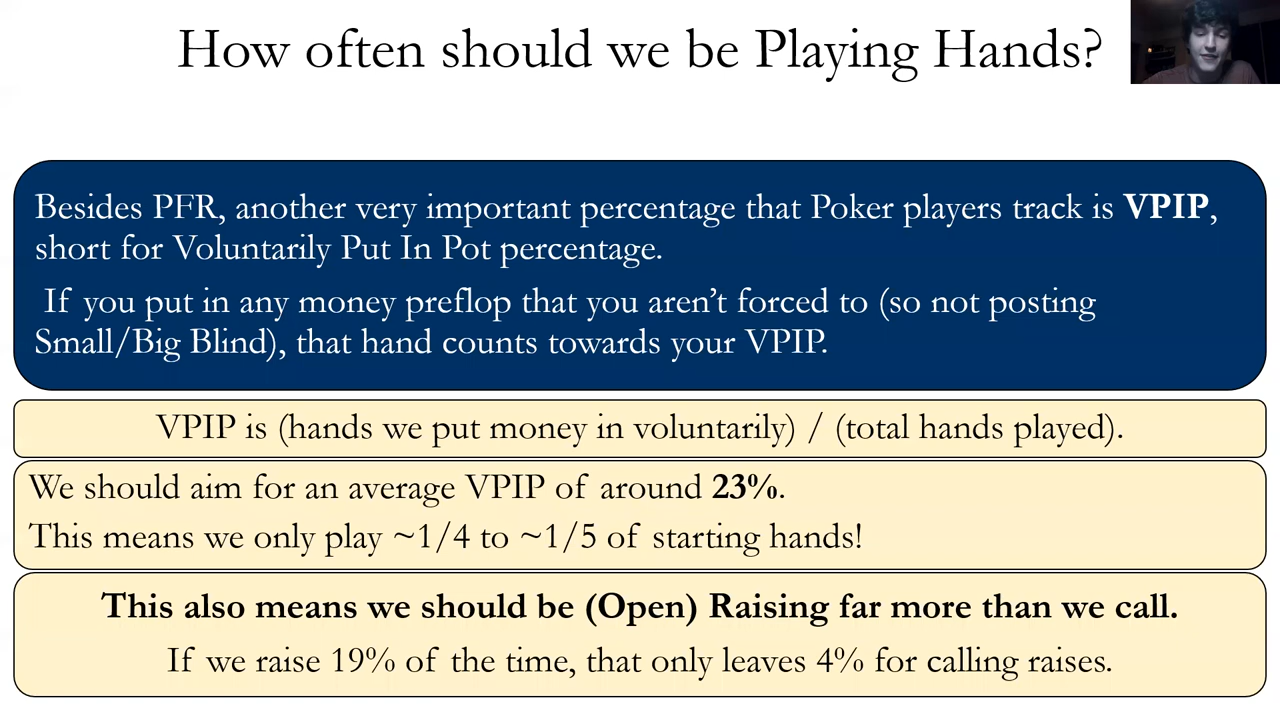 How often should we be Playing Hands?
Besides PFR, another very important percentage that Poker players track is VPIP,
short for Voluntarily Put In Pot percentage.
If you put in any money preflop that you aren’t forced to (so not posting
Small/Big Blind), that hand counts towards your VPIP.
VPIP is (hands we put money in voluntarily) / (total hands played).
We should aim for an average VPIP of around 23%.
This means we only play ~1/4 to ~1/5 of starting hands!
This also means we should be (Open) Raising far more than we call.
If we raise 19% of the time, that only leaves 4% for calling raises.